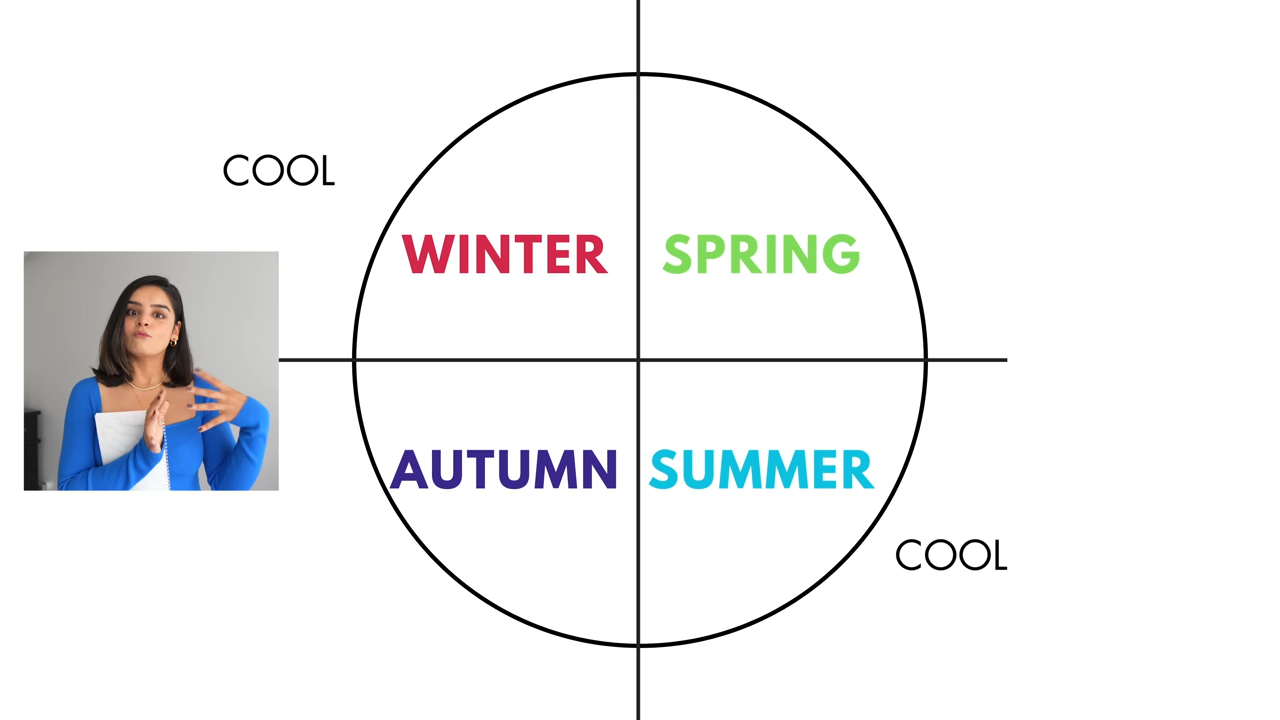 COOL
WINTER
SPRING
AUTUMN
SUMMER
COOL